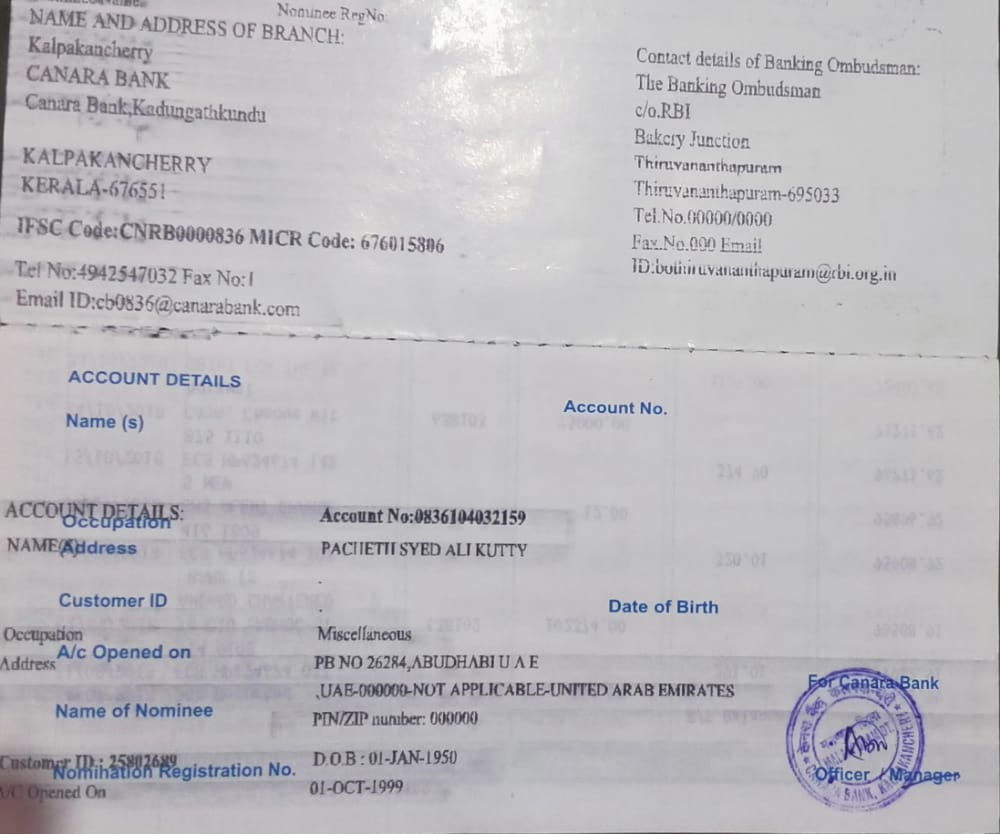 Nominee RegNo
NAME AND ADDRESS OF BRANCH:
Kalpakancherry
CANARA BANK
Canara Bank,Kadungathkundu
KALPAKANCHERRY
KERALA-676551
IFSC Code:CNRB0000836 MICR Code: 676015806
Tel No:4942547032 Fax No:1
Email ID:cb0836@canarabank.com
Contact details of Banking Ombudsman:
The Banking Ombudsman
c/o.RBI
Bakery Junction
Thiruvananthapuram
Thiruvananthapuram-695033
Tel.No.00000/0000
Fax.No.000 Email
ID:bothiruvananthapuram@rbi.org.in
ACCOUNT DETAILS
Name (s) Account No.
ACCOUNT DETAILS: Account No:0836104032159
Occupation
NAME(S) PACHETH SYED ALI KUTTY
Address
Customer ID Date of Birth
Occupation Miscellaneous
A/c Opened on
Address PB NO 26284,ABUDHABI U A E
,UAE-000000-NOT APPLICABLE-UNITED ARAB EMIRATES
For Canara Bank
Name of Nominee PIN/ZIP number: 000000
Customer ID : 25802689 D.O.B : 01-JAN-1950
Nomination Registration No. Officer / Manager
A/C Opened On 01-OCT-1999
CANARA BANK, KALPAKANCHERRY